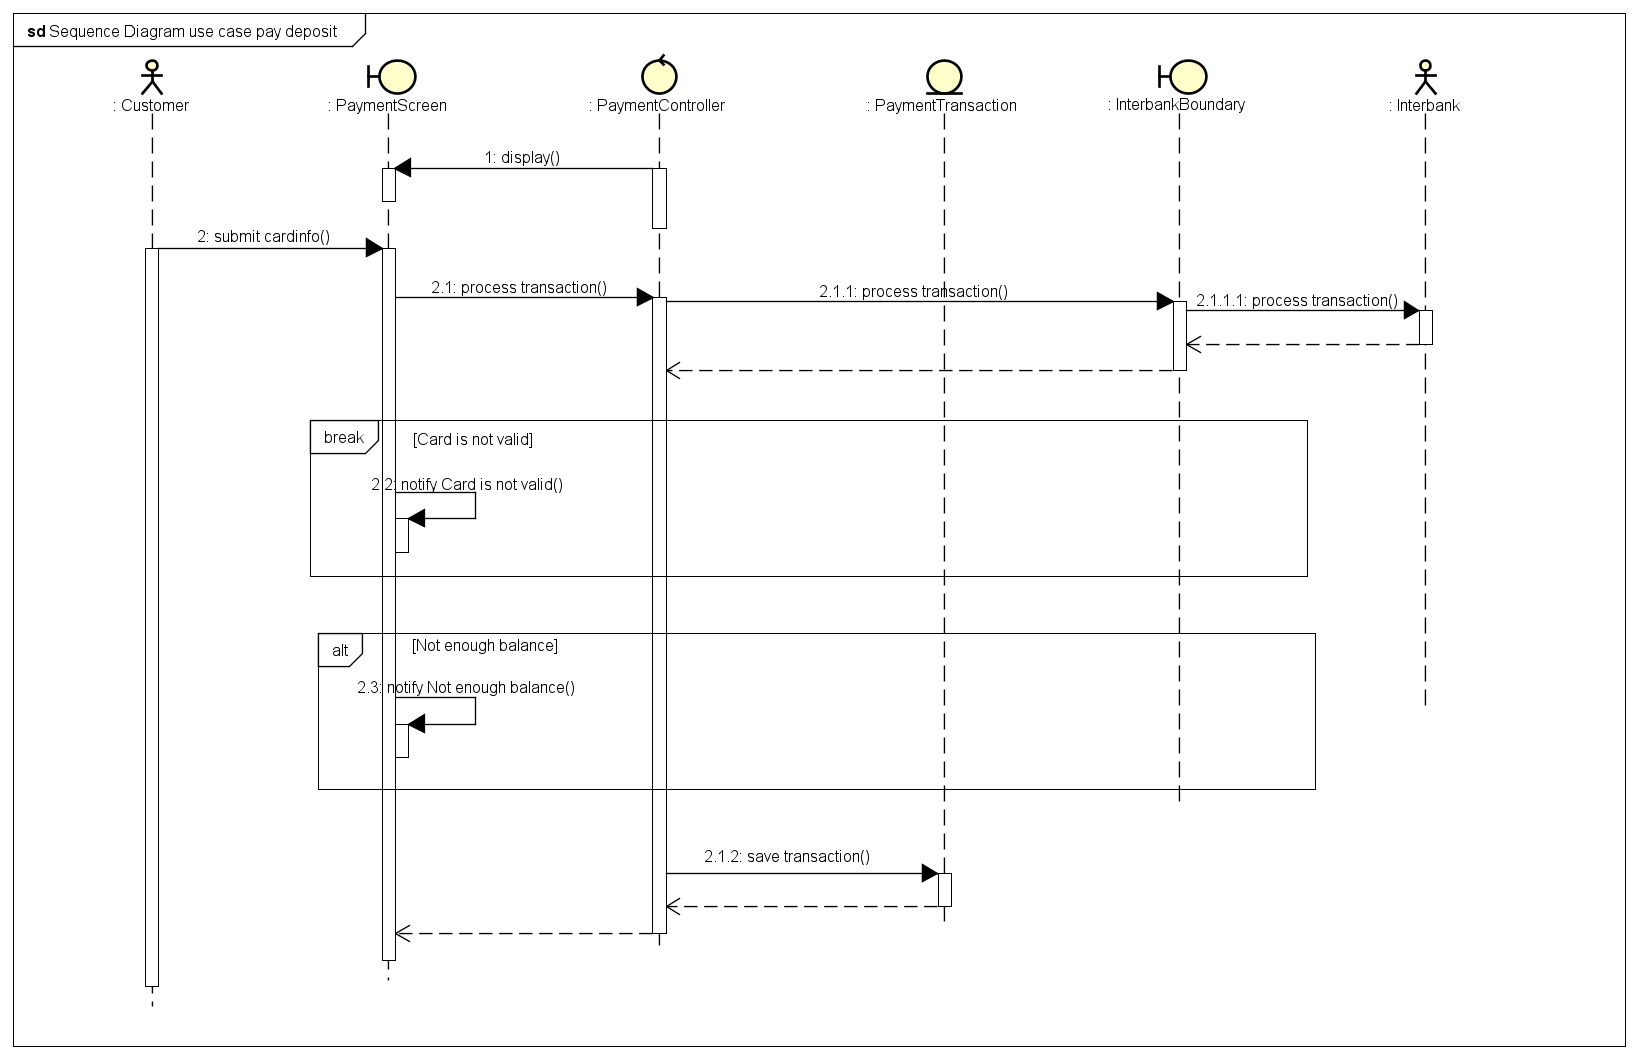 sd Sequence Diagram use case pay deposit
: Customer
: PaymentScreen
: PaymentController
: PaymentTransaction
: InterbankBoundary
: Interbank
1: display()
2: submit cardinfo()
2.1: process transaction()
2.1.1: process transaction()
2.1.1.1: process transaction()
break
[Card is not valid]
2.2: notify Card is not valid()
alt
[Not enough balance]
2.3: notify Not enough balance()
2.1.2: save transaction()